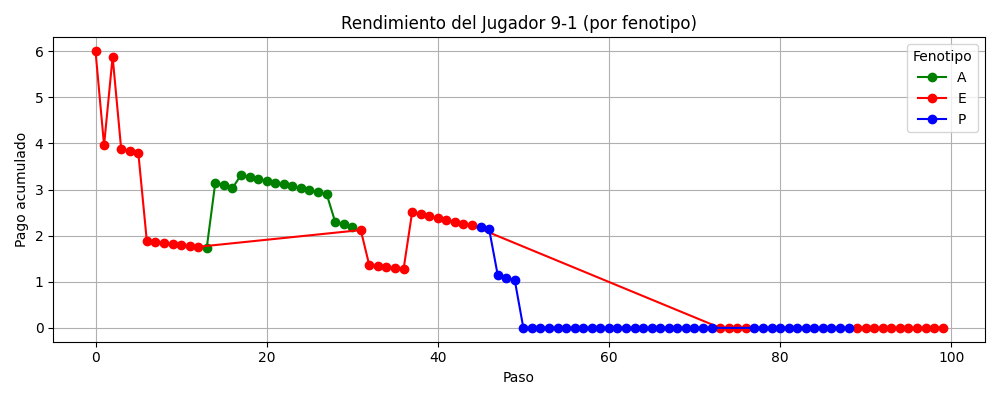 Rendimiento del Jugador 9-1 (por fenotipo)
Pago acumulado
6
5
4
3
2
1
0
Fenotipo
A
E
P
0 20 40 60 80 100
Paso